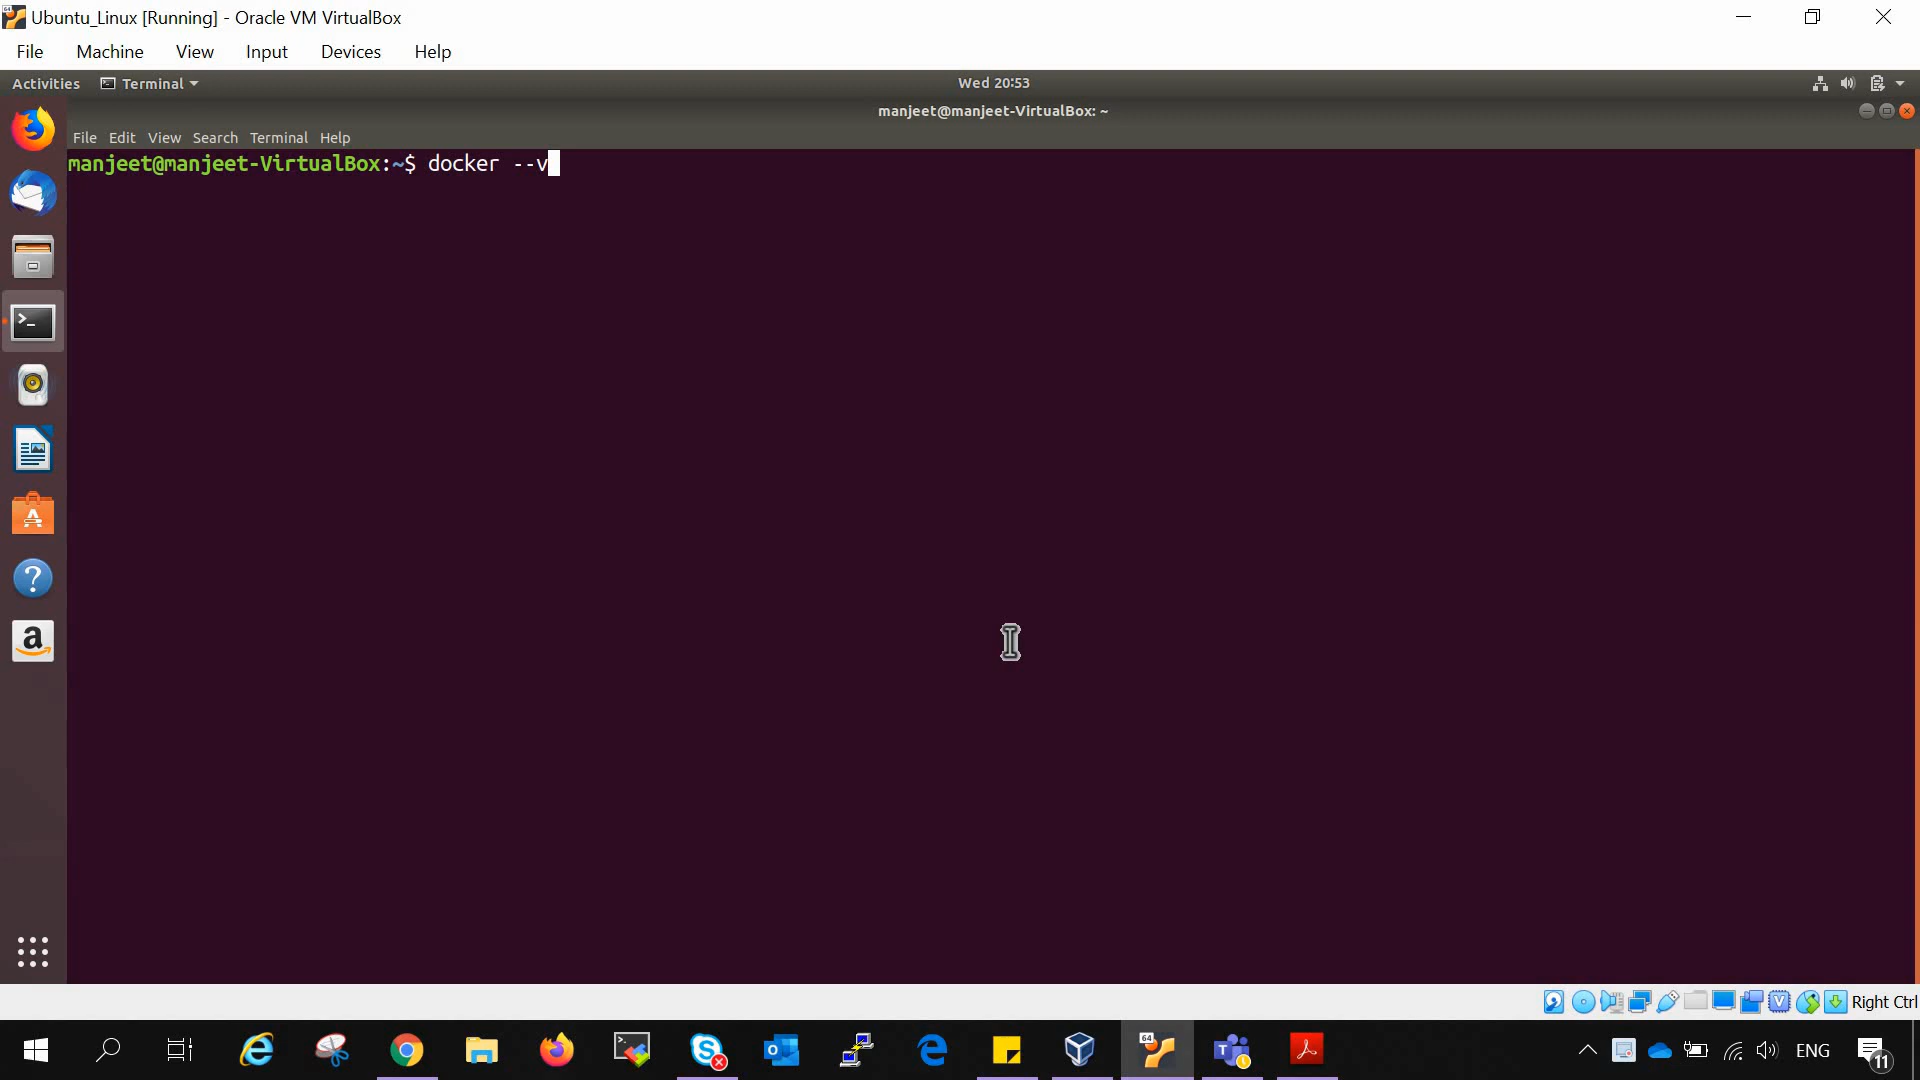 Ubuntu_Linux [Running] - Oracle VM VirtualBox
File Machine View Input Devices Help
Activities Terminal Wed 20:53
manjeet@manjeet-VirtualBox: ~
File Edit View Search Terminal Help
manjeet@manjeet-VirtualBox:~$ docker --v
Right Ctrl
ENG
11